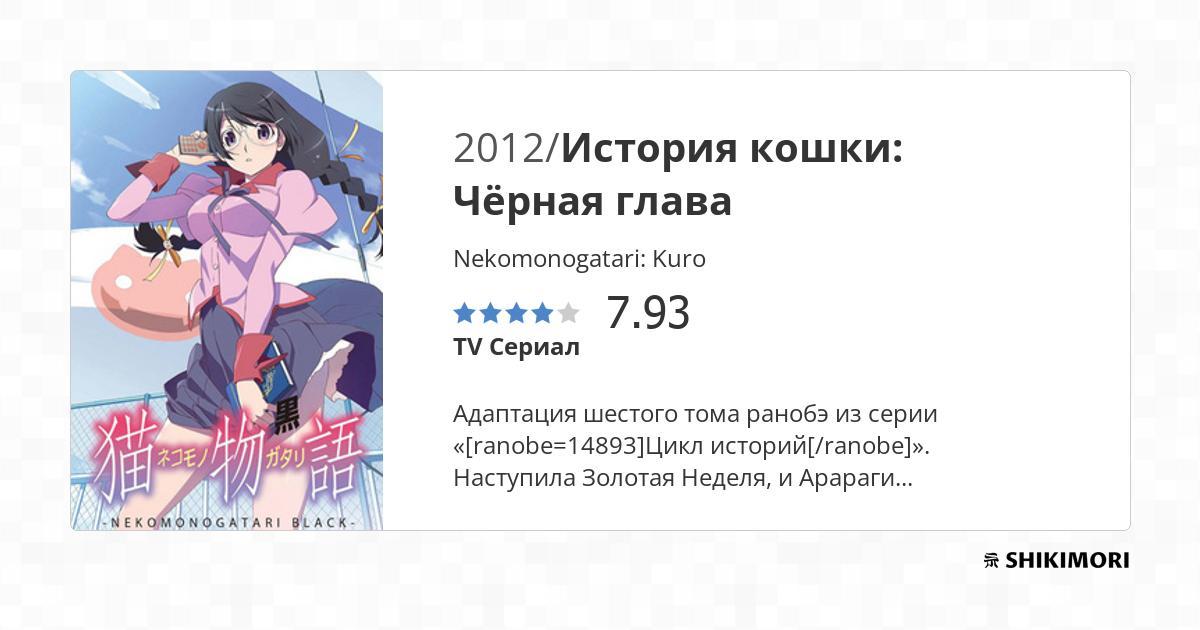 猫物語
黒
ネコモノ ガタリ
-NEKOMONOGATARI BLACK-
2012/История кошки:
Чёрная глава
Nekomonogatari: Kuro
7.93
TV Сериал
Адаптация шестого тома ранобэ из серии
«[ranobe=14893]Цикл историй[/ranobe]».
Наступила Золотая Неделя, и Арараги...
SHIKIMORI